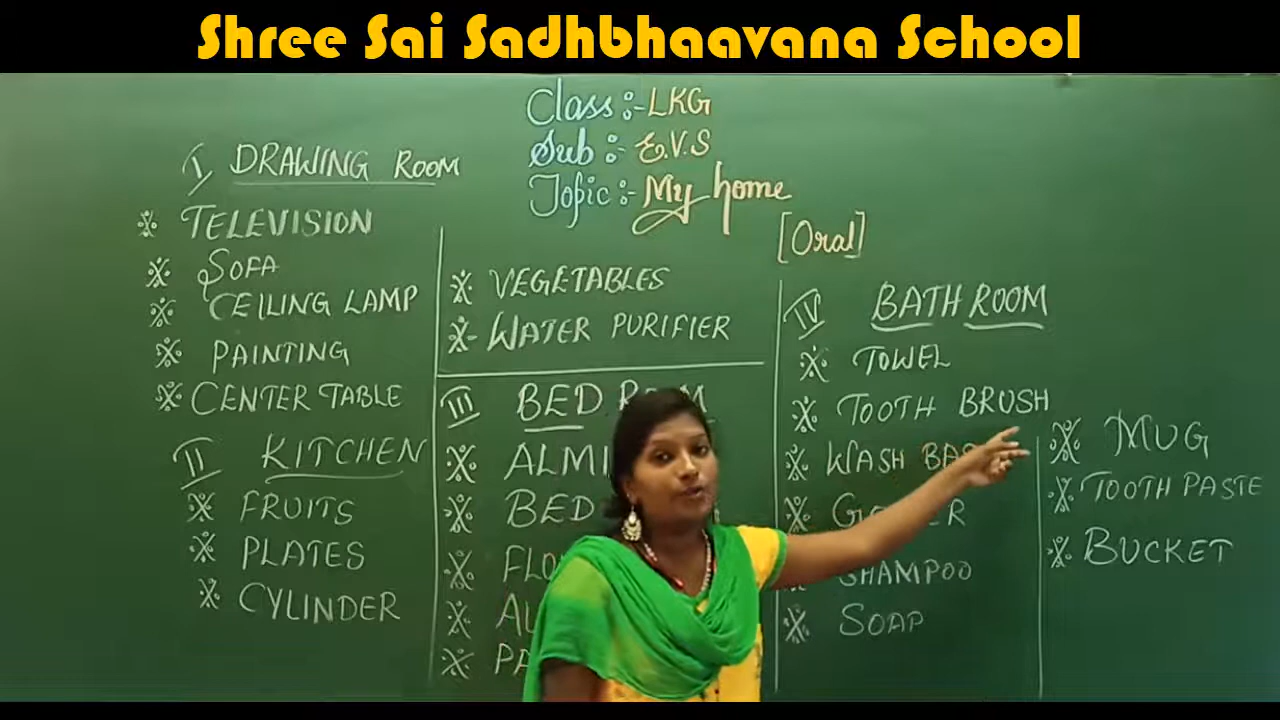 Shree Sai Sadhbhaavana School
Class :- LKG
Sub :- E.V.S
Topic :- My home
[Oral]
I DRAWING ROOM
TELEVISION
SOFA
CEILING LAMP
PAINTING
CENTER TABLE
II KITCHEN
FRUITS
PLATES
CYLINDER
VEGETABLES
WATER PURIFIER
III BED ROOM
BED
IV BATH ROOM
TOWEL
TOOTH BRUSH
WASH
SHAMPOO
SOAP
MUG
TOOTH PASTE
BUCKET